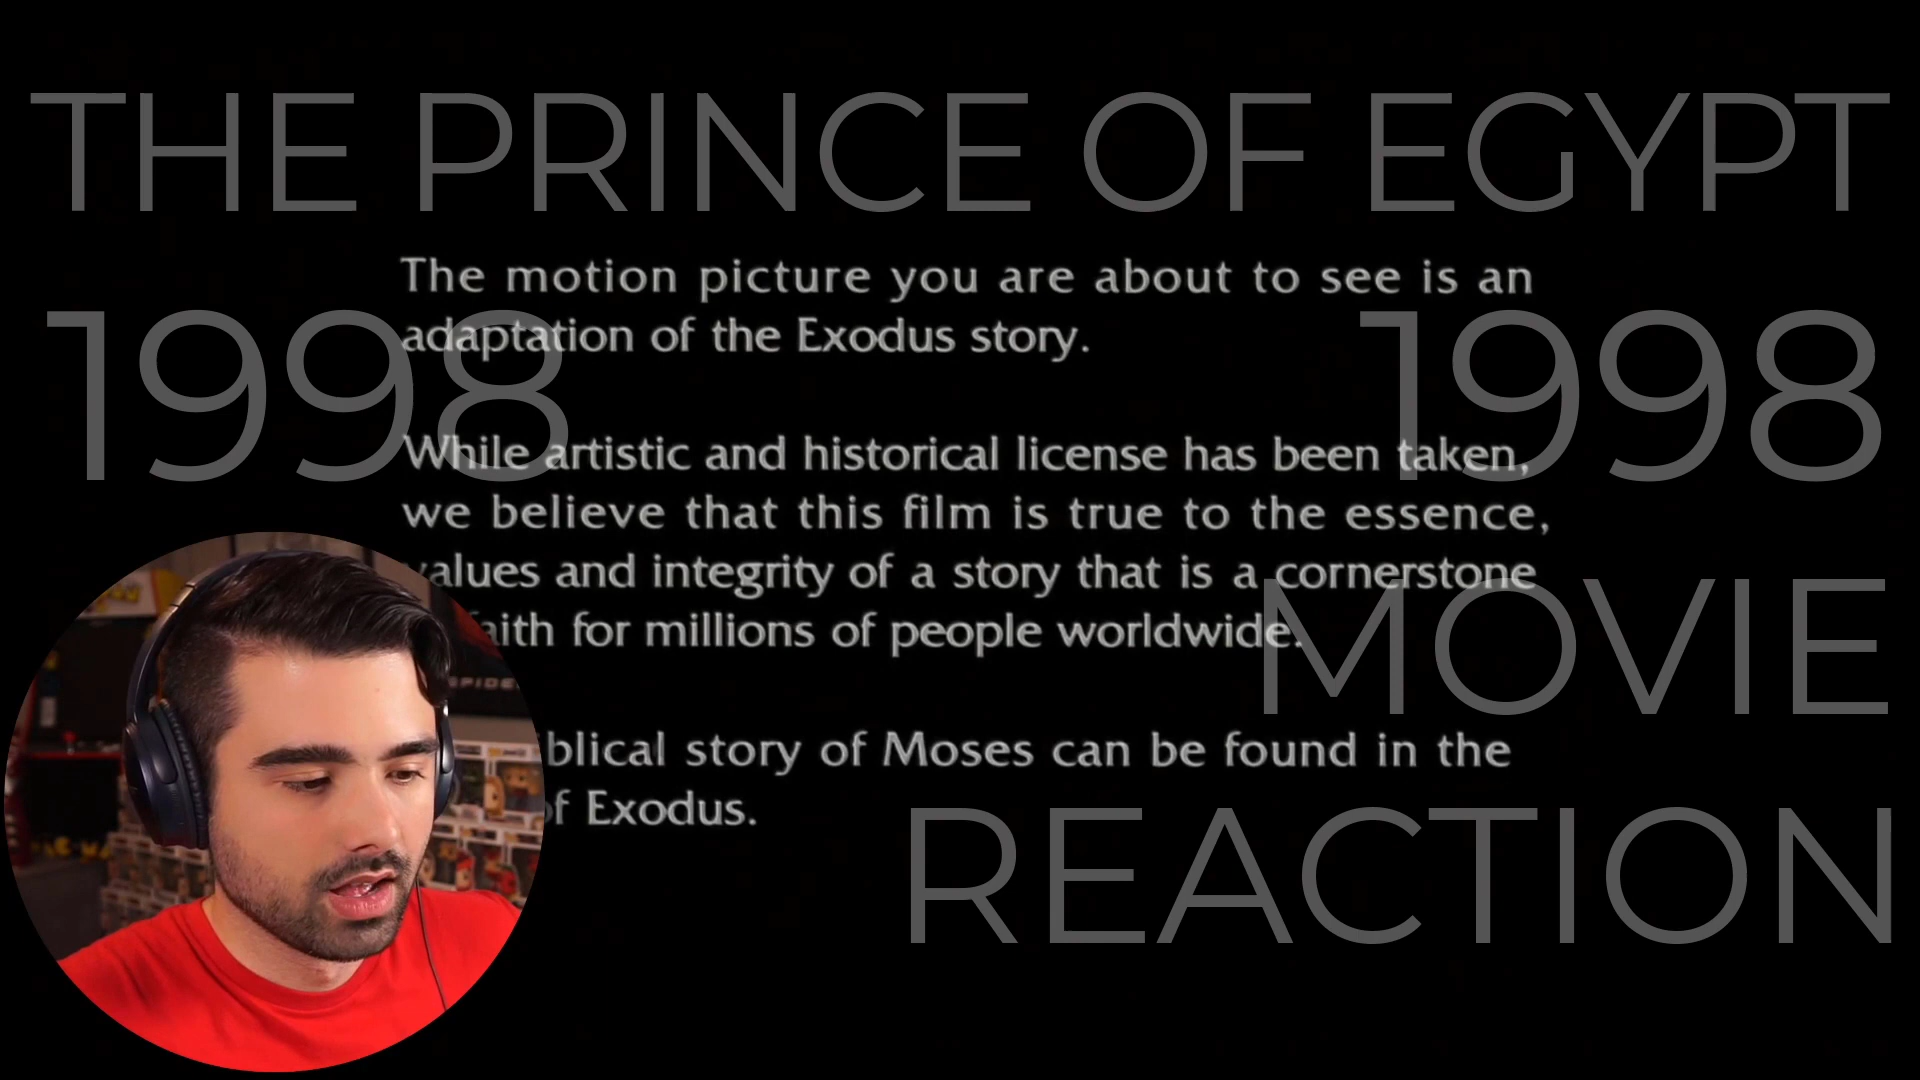 THE PRINCE OF EGYPT
The motion picture you are about to see is an
adaptation of the Exodus story.
1998
1998
While artistic and historical license has been taken,
we believe that this film is true to the essence,
values and integrity of a story that is a cornerstone
faith for millions of people worldwide.
MOVIE
blical story of Moses can be found in the
of Exodus.
REACTION